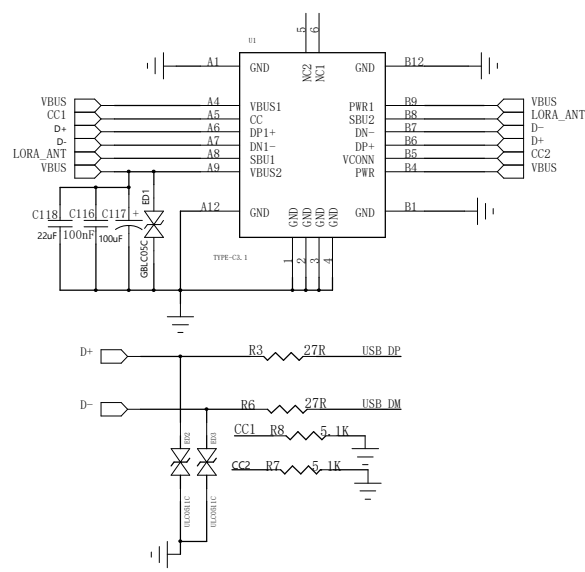 U1
5 6
NC2 NC1
A1 GND GND B12
VBUS A4 VBUS1 PWR1 B9 VBUS
CC1 A5 CC SBU2 B8 LORA_ANT
D+ A6 DP1+ DN- B7 D-
D- A7 DN1- DP+ B6 D+
LORA_ANT A8 SBU1 VCONN B5 CC2
VBUS A9 VBUS2 PWR B4 VBUS
ED1
C118 C116 C117 + A12 GND GND B1
22uF 100nF 100uF
GBLC05C
GND GND GND GND
TYPE-C3.1
1 2 3 4
D+ R3 27R USB_DP
D- R6 27R USB_DM
CC1 R8 5.1K
ED2 ED3
CC2 R7 5.1K
ULC0511C ULC0511C